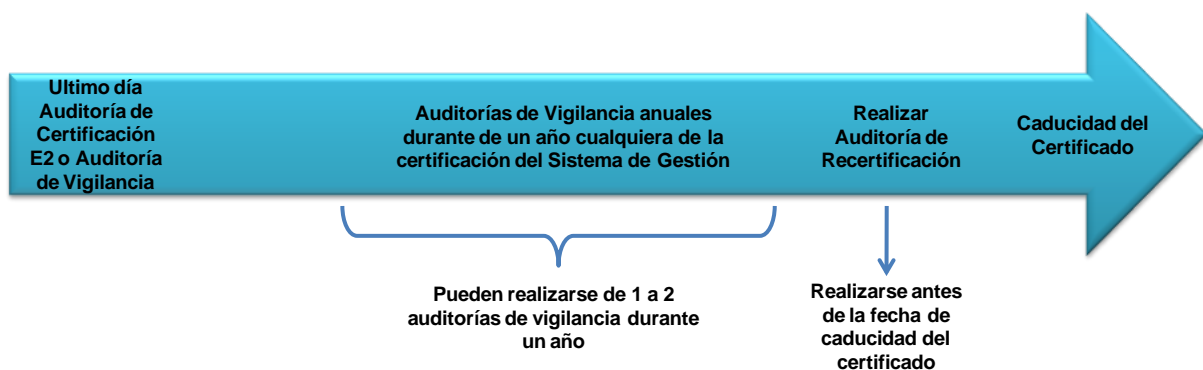 Ultimo día
Auditoría de
Certificación
E2 o Auditoría
de Vigilancia
Auditorías de Vigilancia anuales
durante de un año cualquiera de la
certificación del Sistema de Gestión
Realizar
Auditoría de
Recertificación
Caducidad del
Certificado
Pueden realizarse de 1 a 2
auditorías de vigilancia durante
un año
Realizarse antes
de la fecha de
caducidad del
certificado